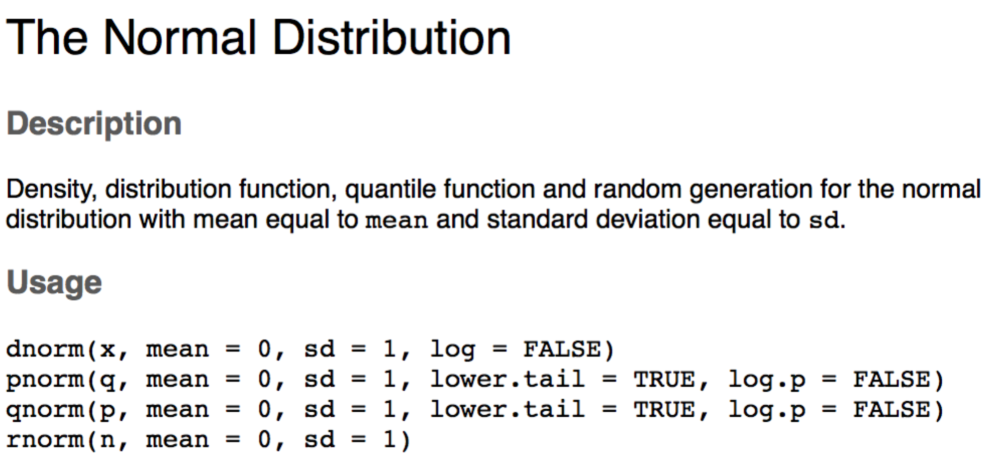 The Normal Distribution
Description
Density, distribution function, quantile function and random generation for the normal
distribution with mean equal to mean and standard deviation equal to sd.
Usage
dnorm(x, mean = 0, sd = 1, log = FALSE)
pnorm(q, mean = 0, sd = 1, lower.tail = TRUE, log.p = FALSE)
qnorm(p, mean = 0, sd = 1, lower.tail = TRUE, log.p = FALSE)
rnorm(n, mean = 0, sd = 1)